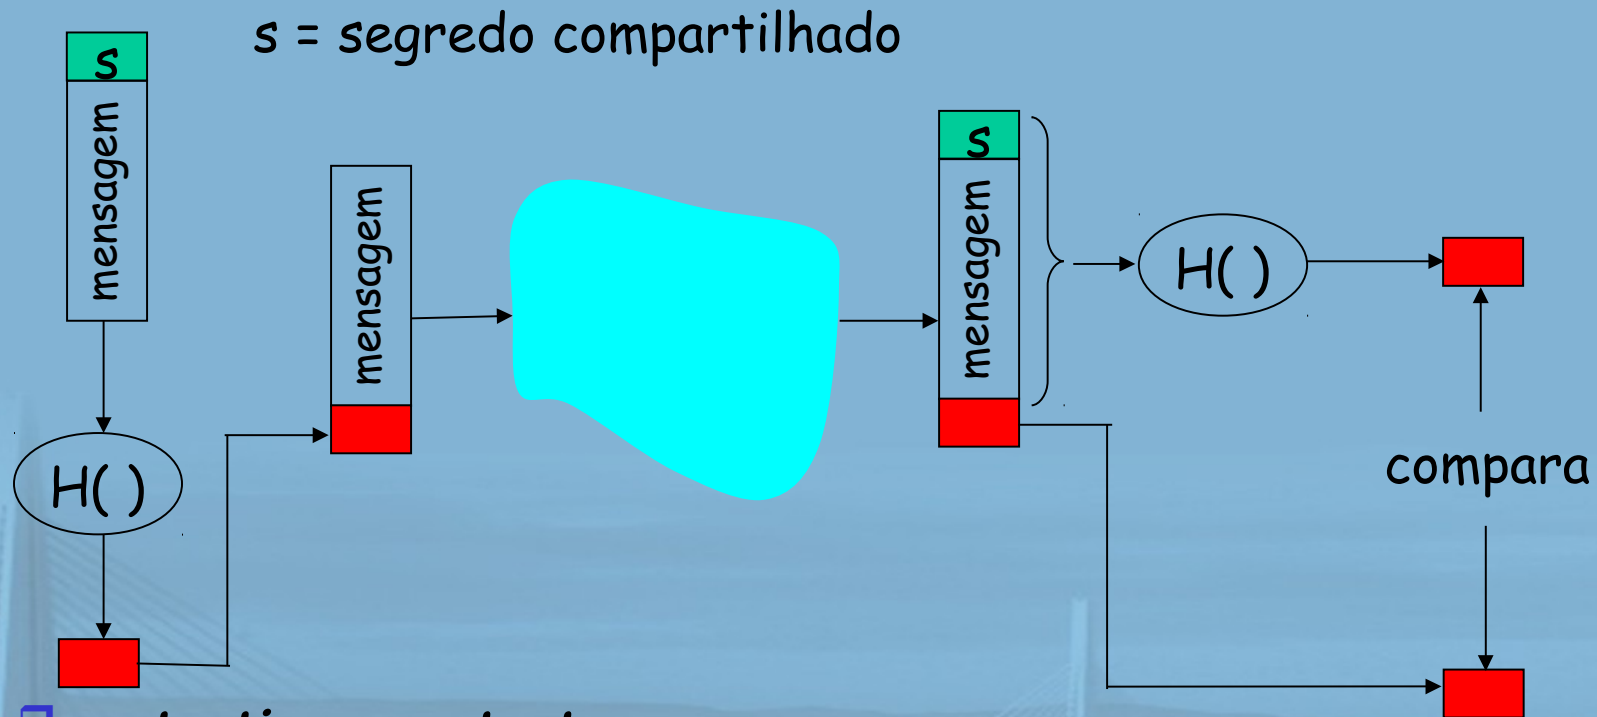 s = segredo compartilhado
s
mensagem
H( )
mensagem
s
mensagem
H( )
compara